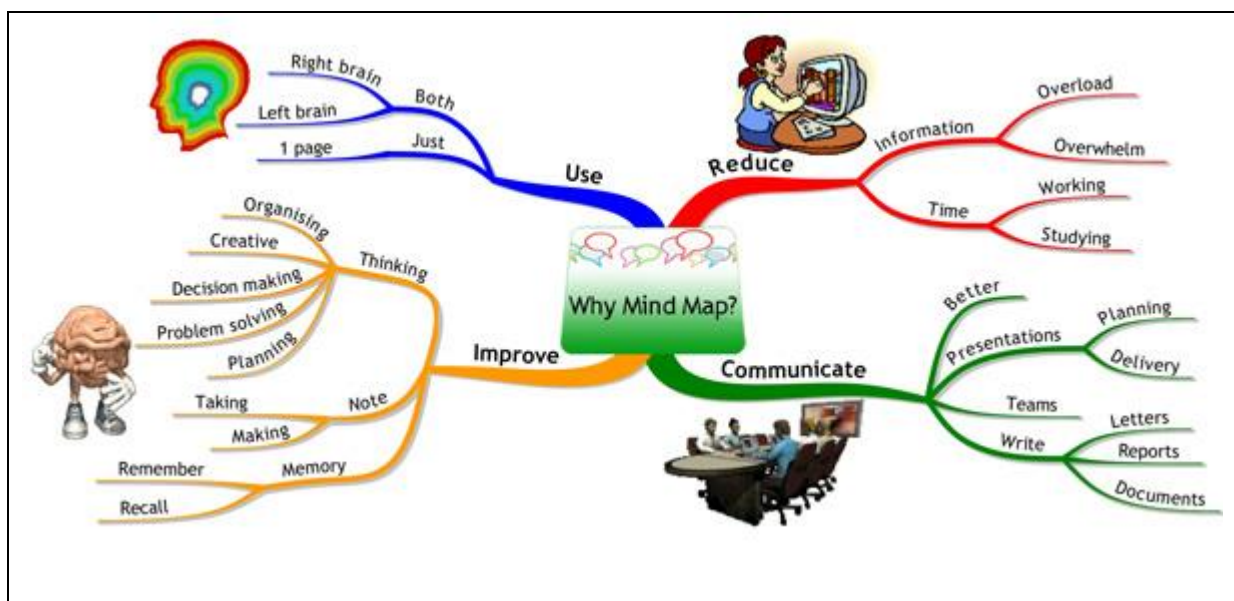 Why Mind Map?
Use
Both
Right brain
Left brain
Just
1 page
Reduce
Information
Overload
Overwhelm
Time
Working
Studying
Improve
Thinking
Organising
Creative
Decision making
Problem solving
Planning
Note
Taking
Making
Memory
Remember
Recall
Communicate
Better
Presentations
Planning
Delivery
Teams
Write
Letters
Reports
Documents